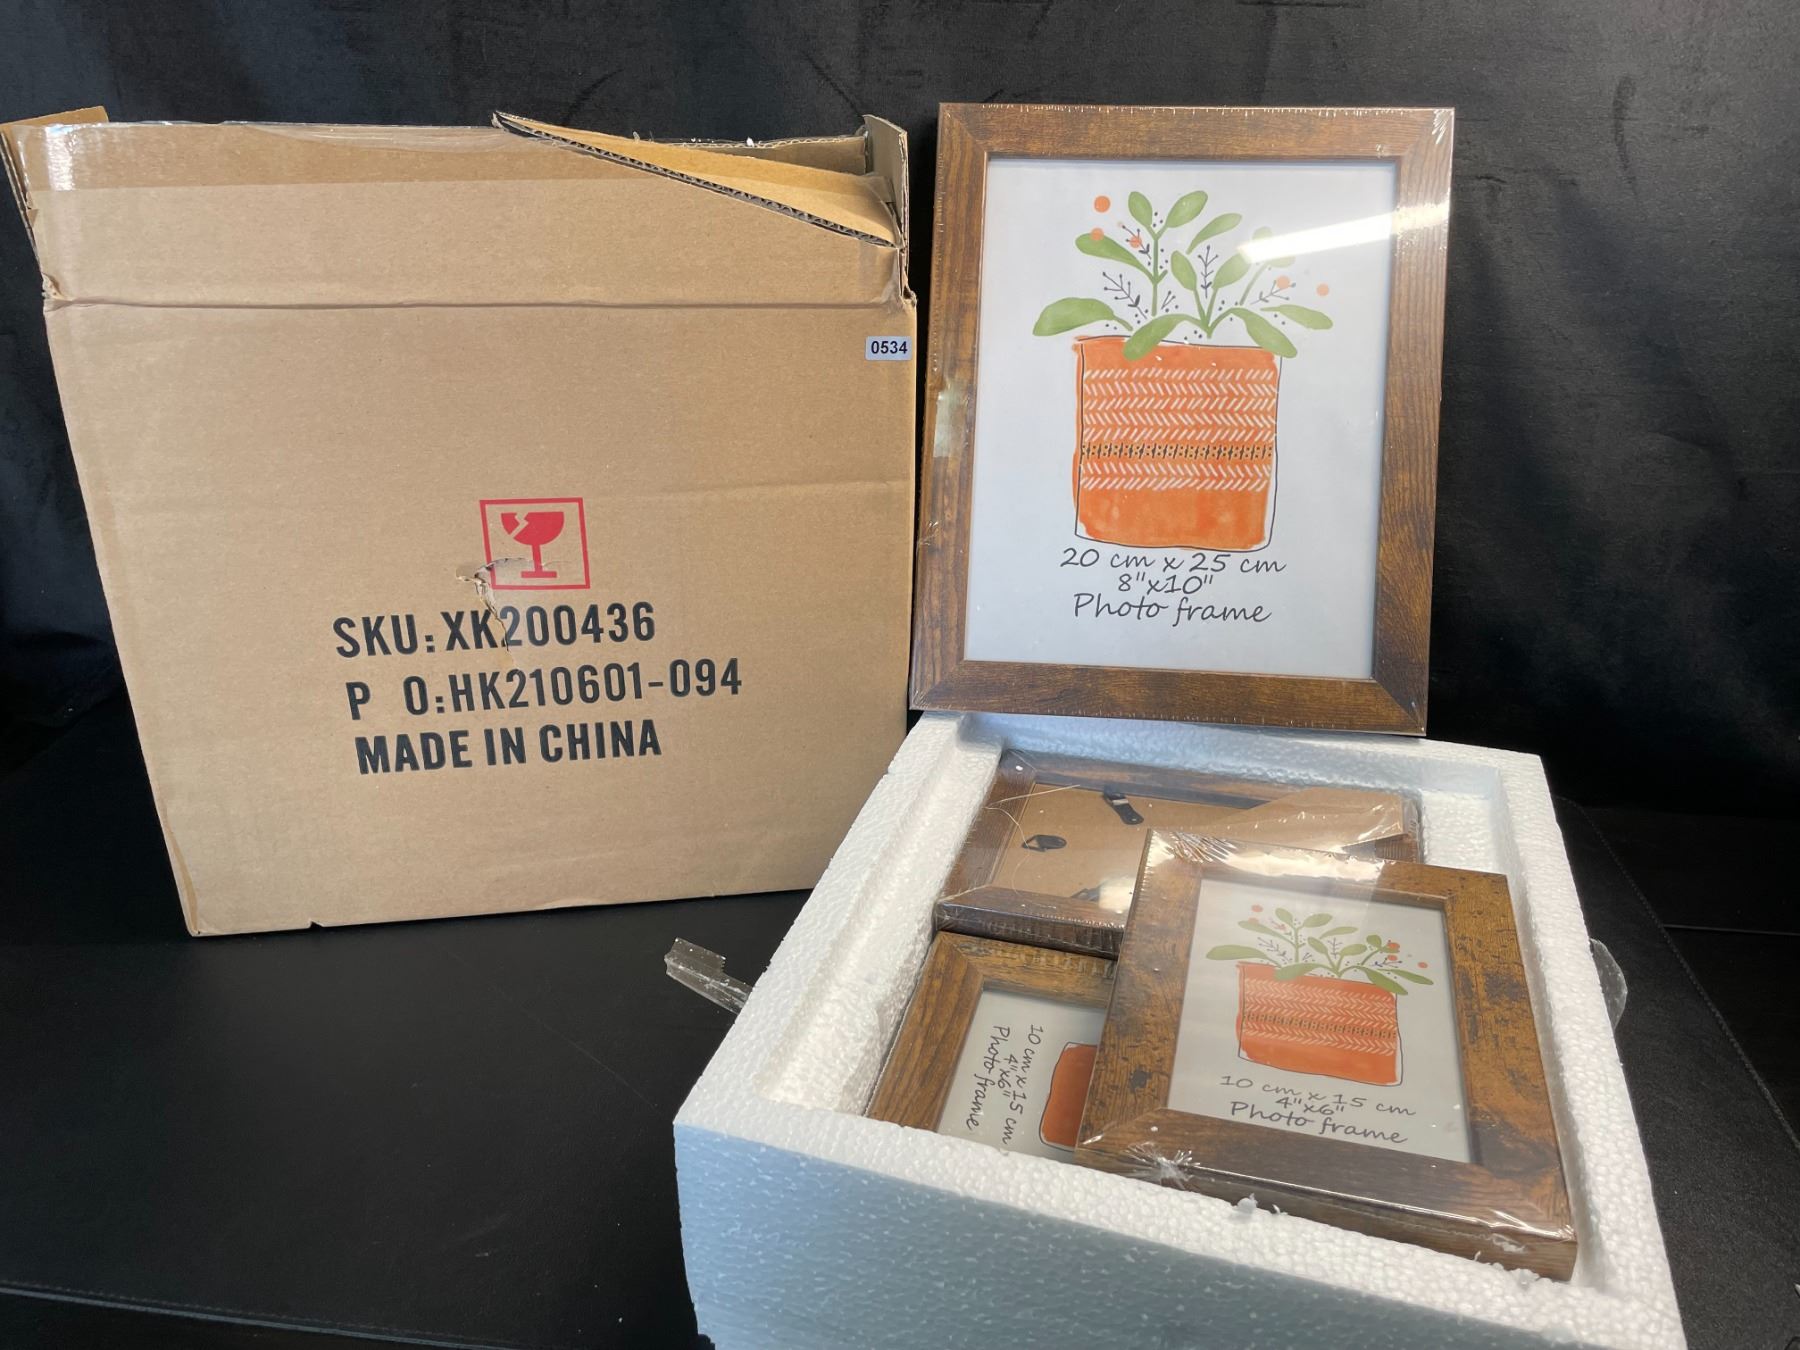 0534
SKU: XK200436
P O: HK210601-094
MADE IN CHINA
20 cm x 25 cm
8"x10"
Photo frame
10 cm x 15 cm
4"x6"
Photo frame
10 cm x 15 cm
4"x6"
Photo frame